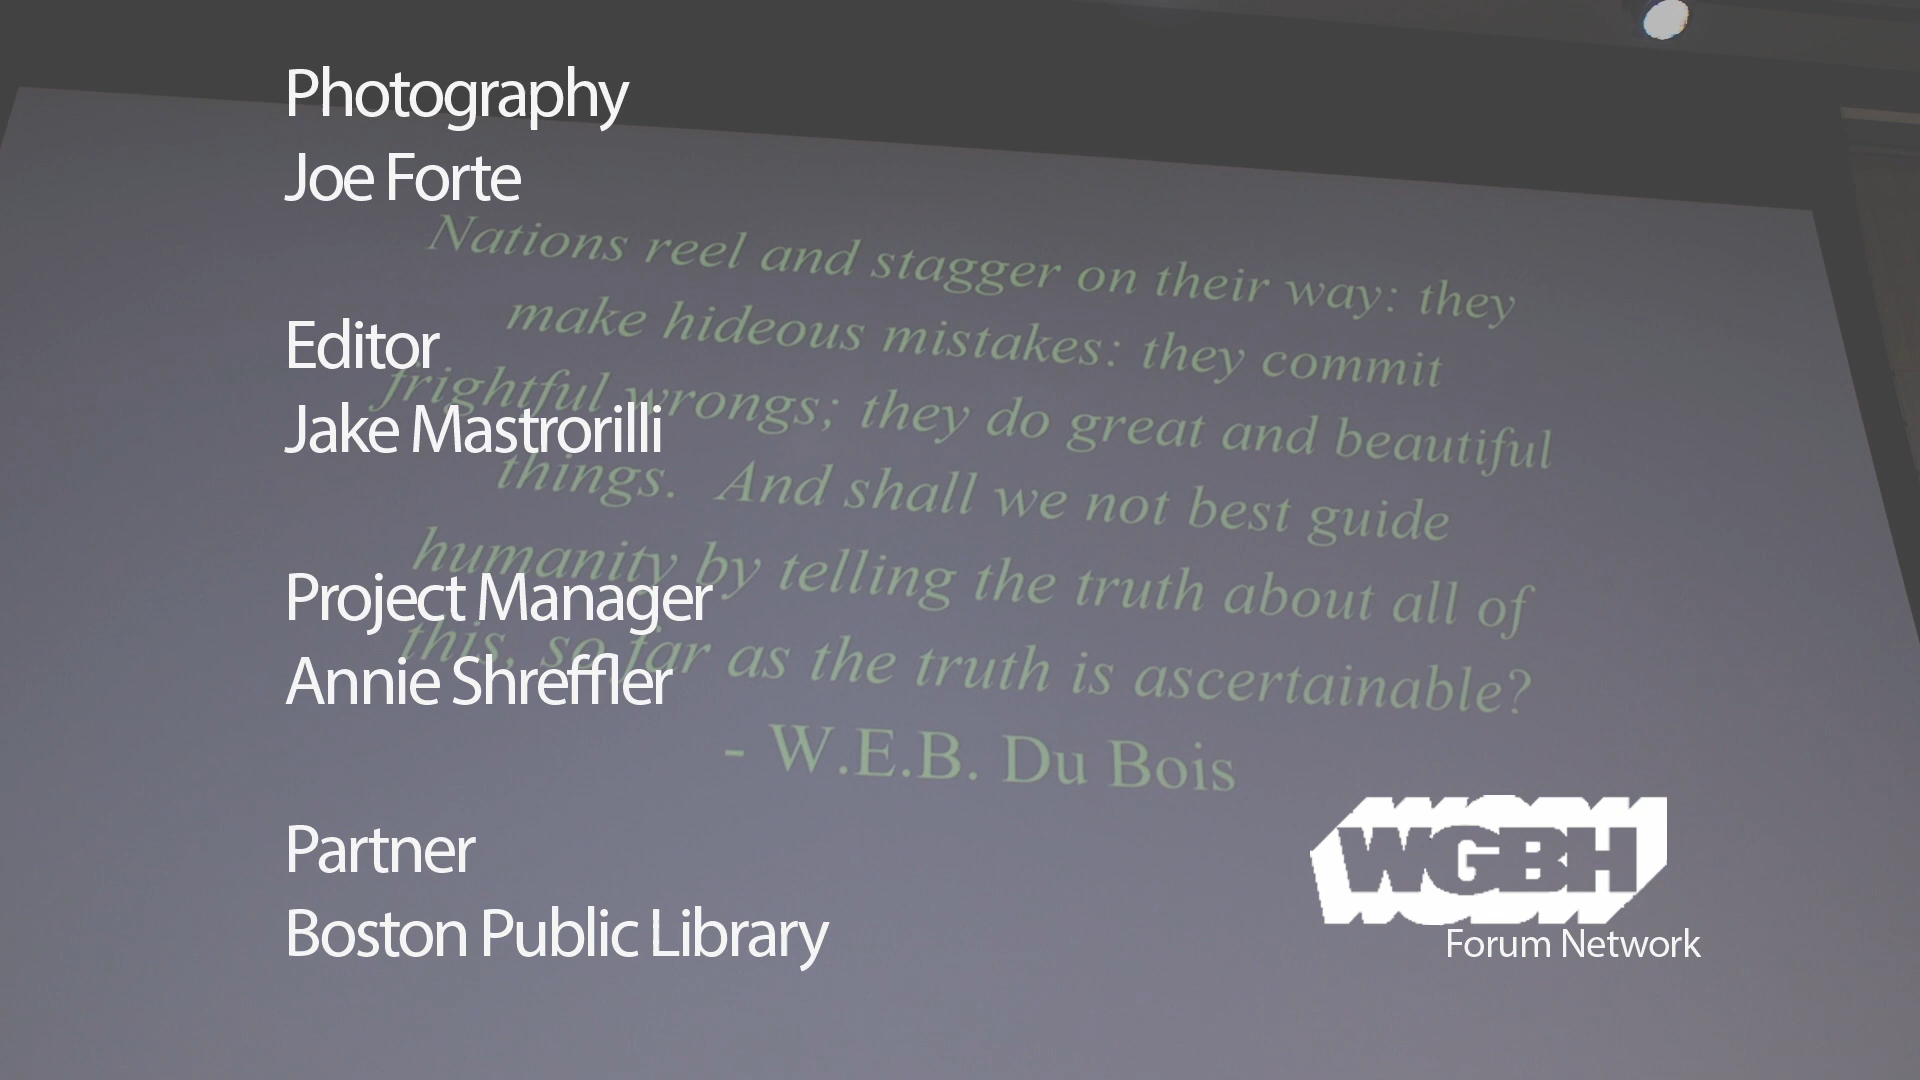 Photography
Joe Forte
Editor
Jake Mastrorilli
Project Manager
Annie Shreffler
Partner
Boston Public Library
Nations reel and stagger on their way: they
make hideous mistakes: they commit
frightful wrongs; they do great and beautiful
things. And shall we not best guide
humanity by telling the truth about all of
this, so far as the truth is ascertainable?
- W.E.B. Du Bois
WGBH
Forum Network